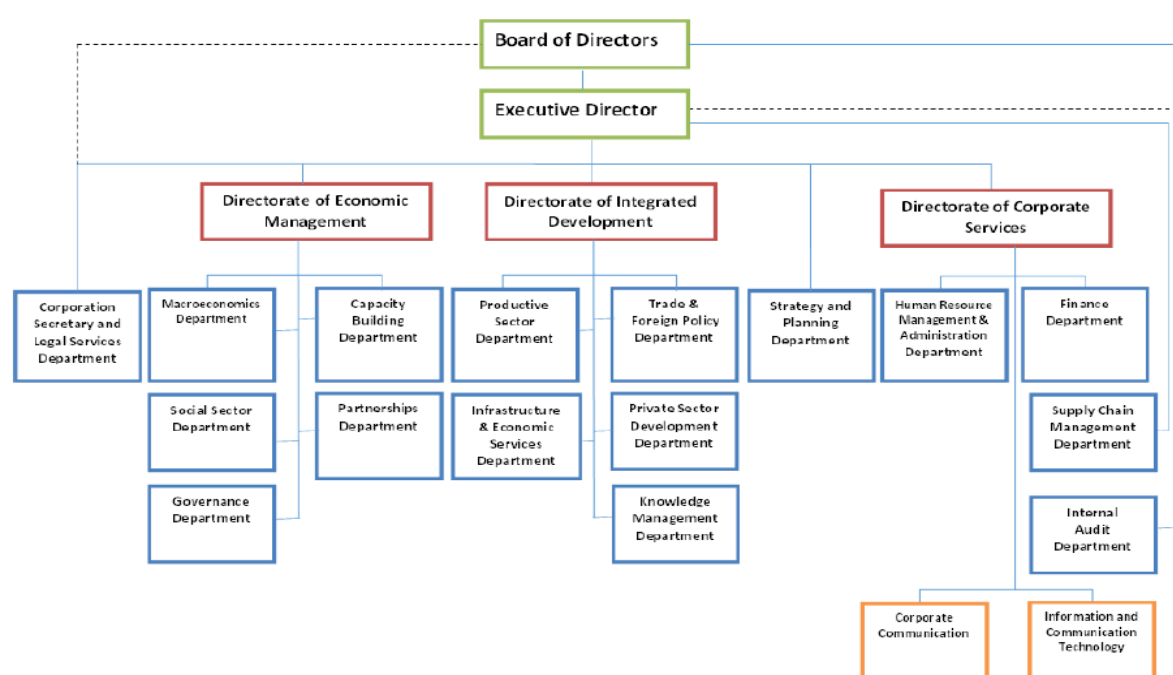 Board of Directors
Executive Director
Directorate of Economic
Management
Directorate of Integrated
Development
Directorate of Corporate
Services
Corporation
Secretary and
Legal Services
Department
Macroeconomics
Department
Capacity
Building
Department
Productive
Sector
Department
Trade &
Foreign Policy
Department
Strategy and
Planning
Department
Human Resource
Management &
Administration
Department
Finance
Department
Social Sector
Department
Partnerships
Department
Infrastructure
& Economic
Services
Department
Private Sector
Development
Department
Supply Chain
Management
Department
Governance
Department
Knowledge
Management
Department
Internal
Audit
Department
Corporate
Communication
Information and
Communication
Technology